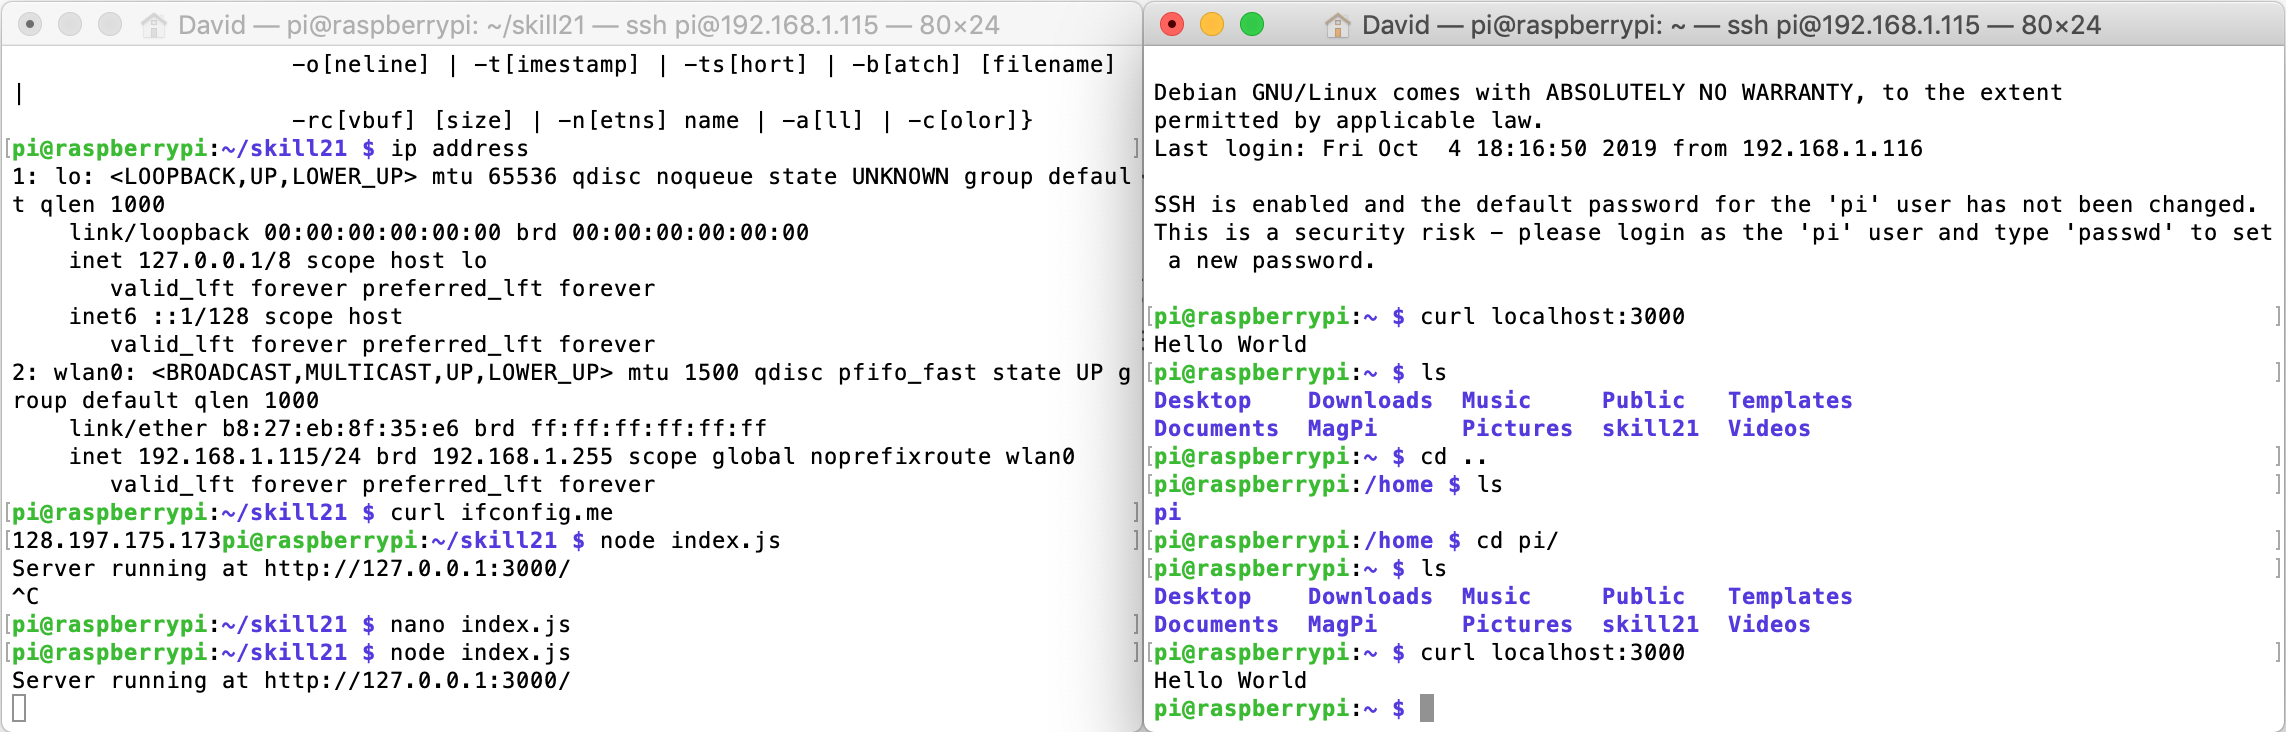 David — pi@raspberrypi: ~/skill21 — ssh pi@192.168.1.115 — 80×24
-o[neline] | -t[imestamp] | -ts[hort] | -b[atch] [filename]
|
-rc[vbuf] [size] | -n[etns] name | -a[ll] | -c[olor]}
[pi@raspberrypi:~/skill21 $ ip address ]
1: lo: <LOOPBACK,UP,LOWER_UP> mtu 65536 qdisc noqueue state UNKNOWN group defaul
t qlen 1000
link/loopback 00:00:00:00:00:00 brd 00:00:00:00:00:00
inet 127.0.0.1/8 scope host lo
valid_lft forever preferred_lft forever
inet6 ::1/128 scope host
valid_lft forever preferred_lft forever
2: wlan0: <BROADCAST,MULTICAST,UP,LOWER_UP> mtu 1500 qdisc pfifo_fast state UP g
roup default qlen 1000
link/ether b8:27:eb:8f:35:e6 brd ff:ff:ff:ff:ff:ff
inet 192.168.1.115/24 brd 192.168.1.255 scope global noprefixroute wlan0
valid_lft forever preferred_lft forever
[pi@raspberrypi:~/skill21 $ curl ifconfig.me ]
[128.197.175.173pi@raspberrypi:~/skill21 $ node index.js ]
Server running at http://127.0.0.1:3000/
^C
[pi@raspberrypi:~/skill21 $ nano index.js ]
[pi@raspberrypi:~/skill21 $ node index.js ]
Server running at http://127.0.0.1:3000/
David — pi@raspberrypi: ~ — ssh pi@192.168.1.115 — 80×24
Debian GNU/Linux comes with ABSOLUTELY NO WARRANTY, to the extent
permitted by applicable law.
Last login: Fri Oct  4 18:16:50 2019 from 192.168.1.116
SSH is enabled and the default password for the 'pi' user has not been changed.
This is a security risk - please login as the 'pi' user and type 'passwd' to set
a new password.
[pi@raspberrypi:~ $ curl localhost:3000 ]
Hello World
[pi@raspberrypi:~ $ ls ]
Desktop    Downloads  Music     Public   Templates
Documents  MagPi      Pictures  skill21  Videos
[pi@raspberrypi:~ $ cd .. ]
[pi@raspberrypi:/home $ ls ]
pi
[pi@raspberrypi:/home $ cd pi/ ]
[pi@raspberrypi:~ $ ls ]
Desktop    Downloads  Music     Public   Templates
Documents  MagPi      Pictures  skill21  Videos
[pi@raspberrypi:~ $ curl localhost:3000 ]
Hello World
pi@raspberrypi:~ $